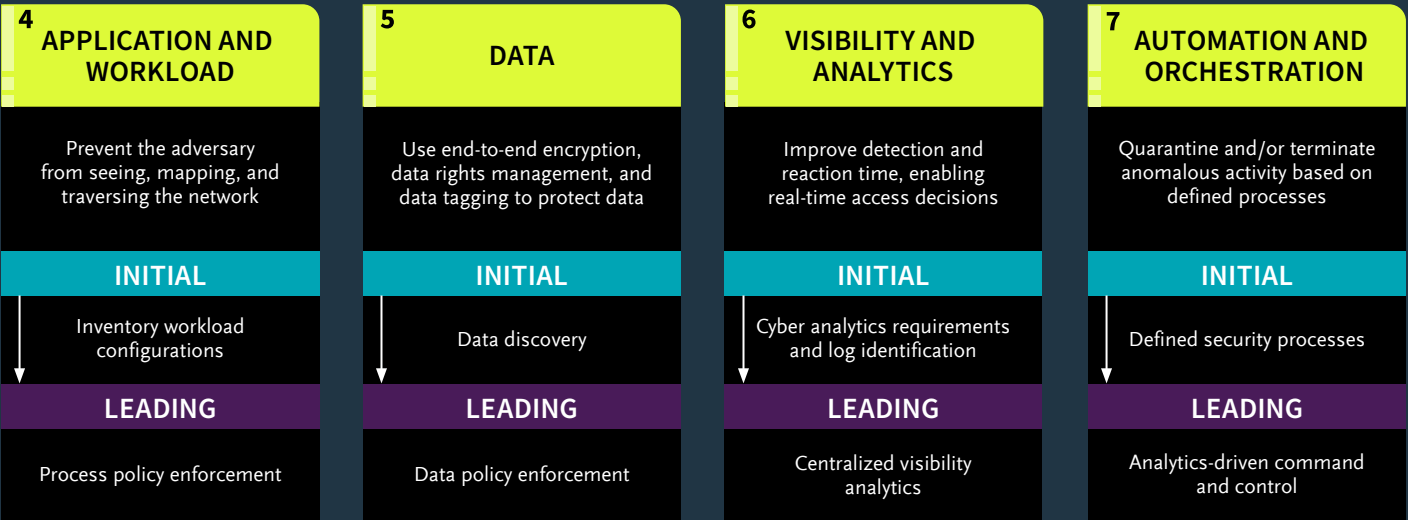 4
APPLICATION AND
WORKLOAD
Prevent the adversary
from seeing, mapping, and
traversing the network
INITIAL
Inventory workload
configurations
LEADING
Process policy enforcement
5
DATA
Use end-to-end encryption,
data rights management, and
data tagging to protect data
INITIAL
Data discovery
LEADING
Data policy enforcement
6
VISIBILITY AND
ANALYTICS
Improve detection and
reaction time, enabling
real-time access decisions
INITIAL
Cyber analytics requirements
and log identification
LEADING
Centralized visibility
analytics
7
AUTOMATION AND
ORCHESTRATION
Quarantine and/or terminate
anomalous activity based on
defined processes
INITIAL
Defined security processes
LEADING
Analytics-driven command
and control